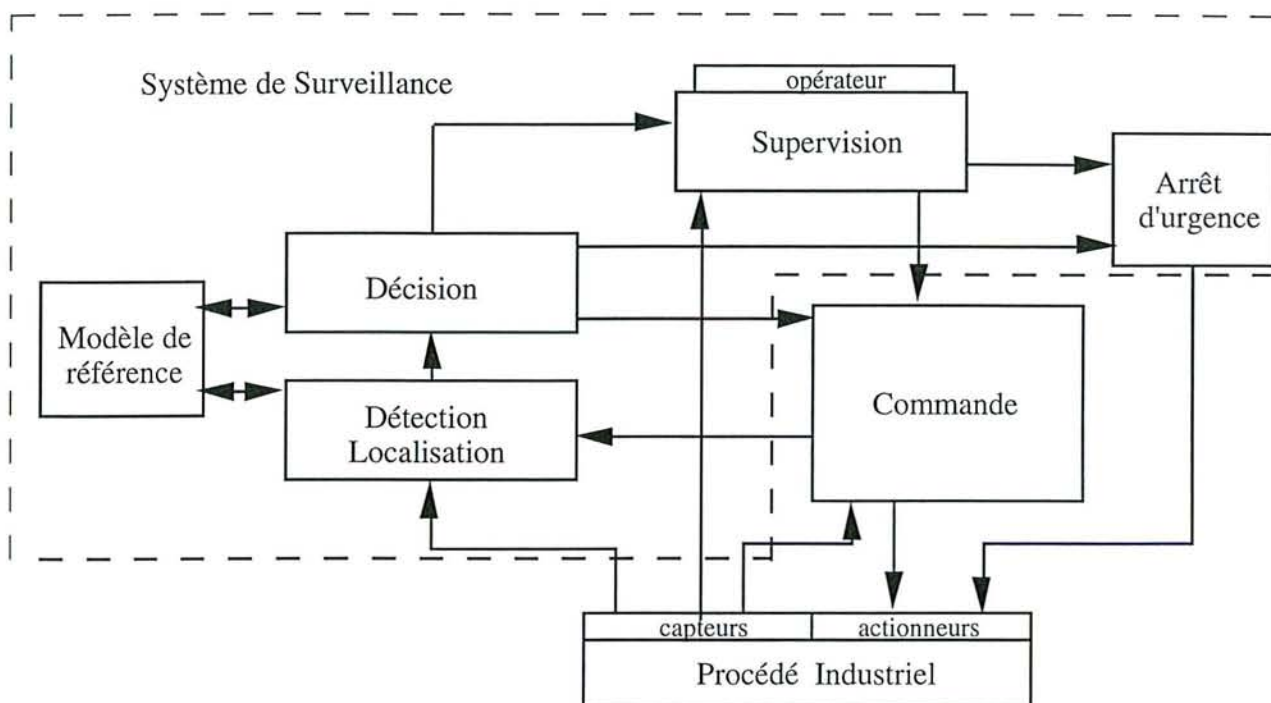 Système de Surveillance
opérateur
Supervision
Arrêt
d'urgence
Décision
Modèle de
référence
Commande
Détection
Localisation
capteurs
actionneurs
Procédé Industriel